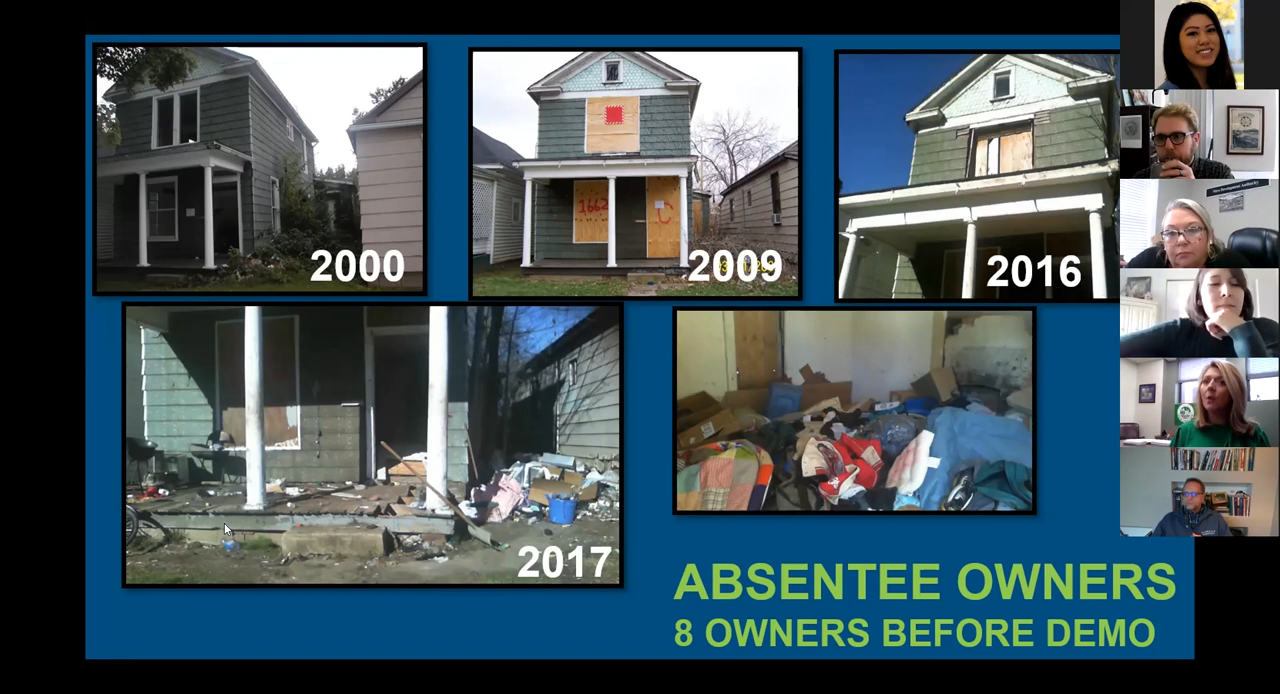 2000
2009
2016
1662
2017
ABSENTEE OWNERS
8 OWNERS BEFORE DEMO